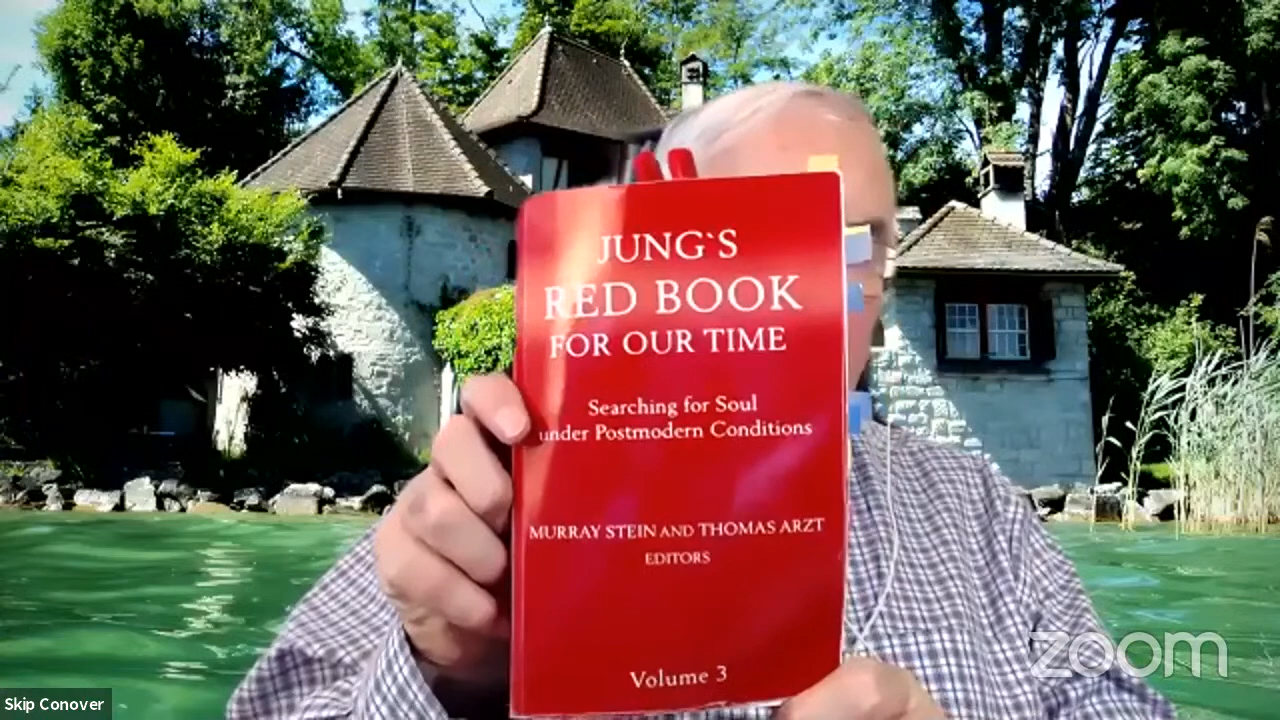 JUNG`S
RED BOOK
FOR OUR TIME
Searching for Soul
under Postmodern Conditions
MURRAY STEIN AND THOMAS ARZT
EDITORS
Volume 3
zoom
Skip Conover